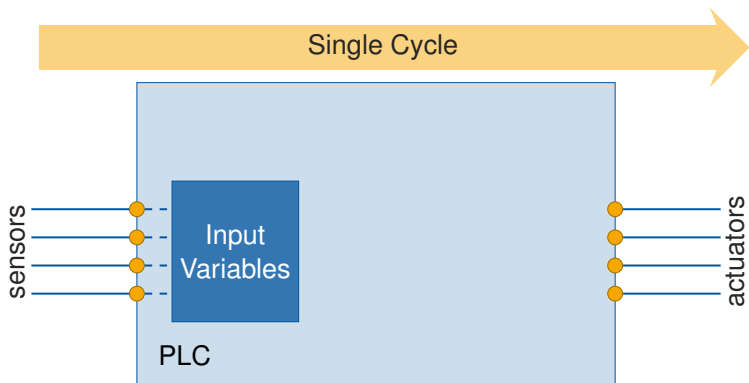 Single Cycle
sensors
Input
Variables
actuators
PLC